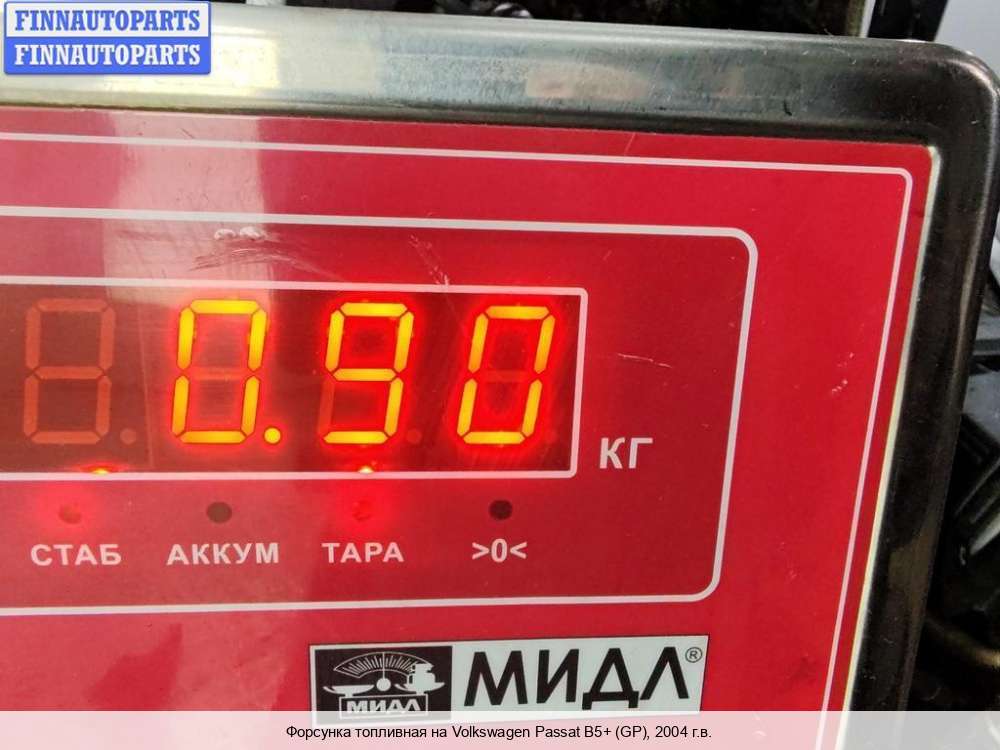 FINNAUTOPARTS
FINNAUTOPARTS
0.90
КГ
СТАБ АККУМ ТАРА >0<
МИДЛ МИДЛ®
Форсунка топливная на Volkswagen Passat B5+ (GP), 2004 г.в.